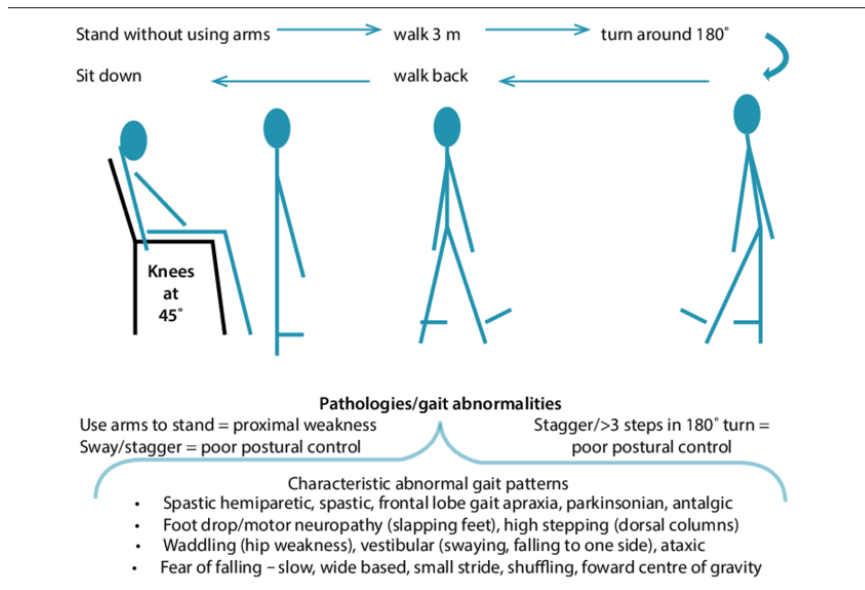 Stand without using arms walk 3 m turn around 180˚
Sit down walk back
Knees
at
45˚
Pathologies/gait abnormalities
Use arms to stand = proximal weakness
Sway/stagger = poor postural control
Stagger/>3 steps in 180˚ turn =
poor postural control
Characteristic abnormal gait patterns
• Spastic hemiparetic, spastic, frontal lobe gait apraxia, parkinsonian, antalgic
• Foot drop/motor neuropathy (slapping feet), high stepping (dorsal columns)
• Waddling (hip weakness), vestibular (swaying, falling to one side), ataxic
• Fear of falling – slow, wide based, small stride, shuffling, foward centre of gravity